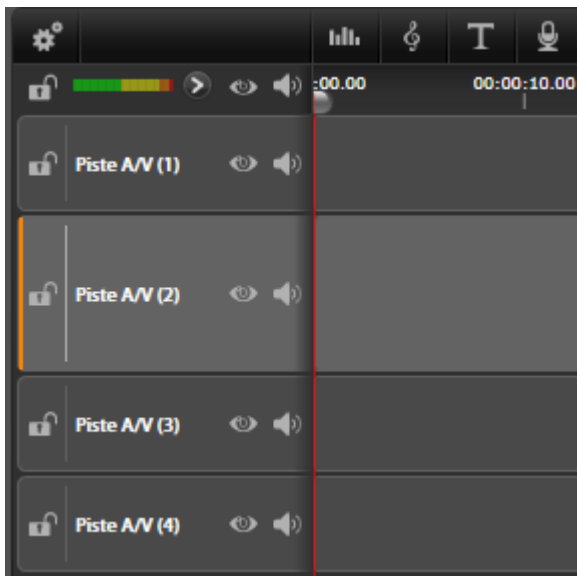 T
:00.00 00:00:10.00
Piste A/V (1)
Piste A/V (2)
Piste A/V (3)
Piste A/V (4)